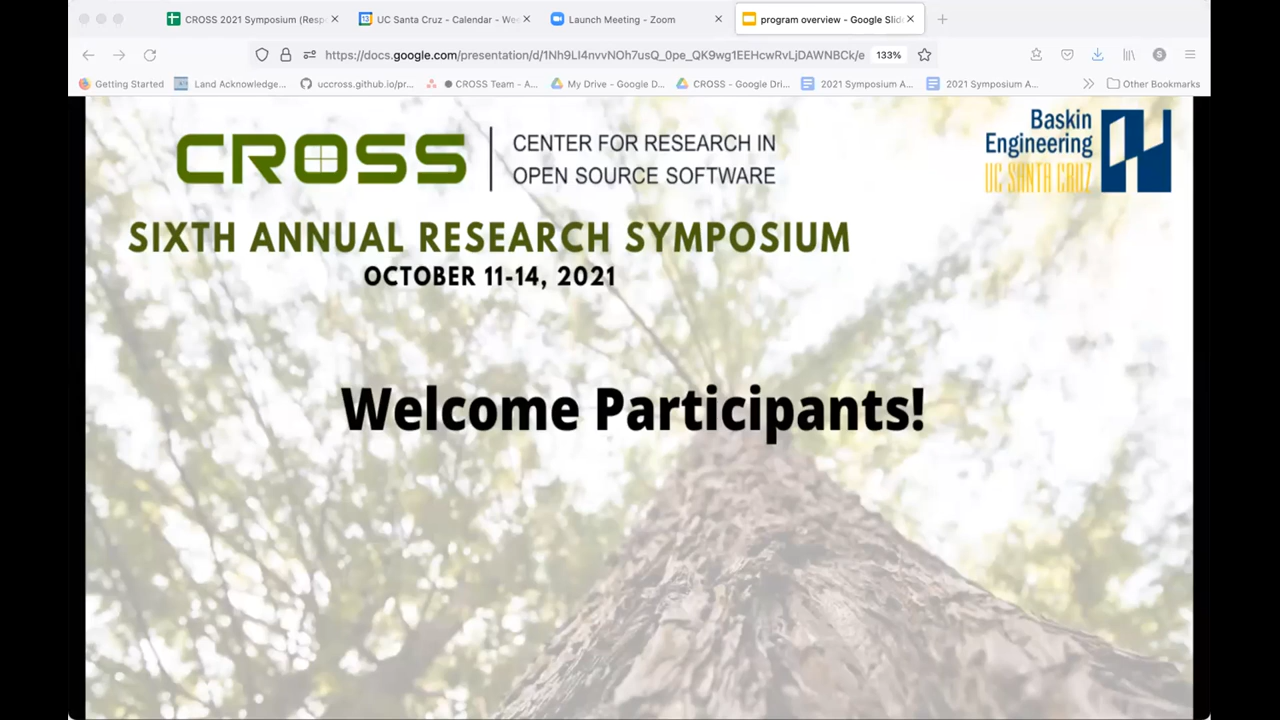 CROSS 2021 Symposium (Resp
UC Santa Cruz - Calendar - We
Launch Meeting - Zoom
program overview - Google Slide
https://docs.google.com/presentation/d/1Nh9LI4nvvNOh7usQ_0pe_QK9wg1EEHcwRvLjDAWNBCk/e
133%
S
Getting Started
Land Acknowledge...
uccross.github.io/pr...
CROSS Team - A...
My Drive - Google D...
CROSS - Google Dri...
2021 Symposium A...
2021 Symposium A...
Other Bookmarks
CROSS
CENTER FOR RESEARCH IN
OPEN SOURCE SOFTWARE
Baskin
Engineering
UC SANTA CRUZ
SIXTH ANNUAL RESEARCH SYMPOSIUM
OCTOBER 11-14, 2021
Welcome Participants!